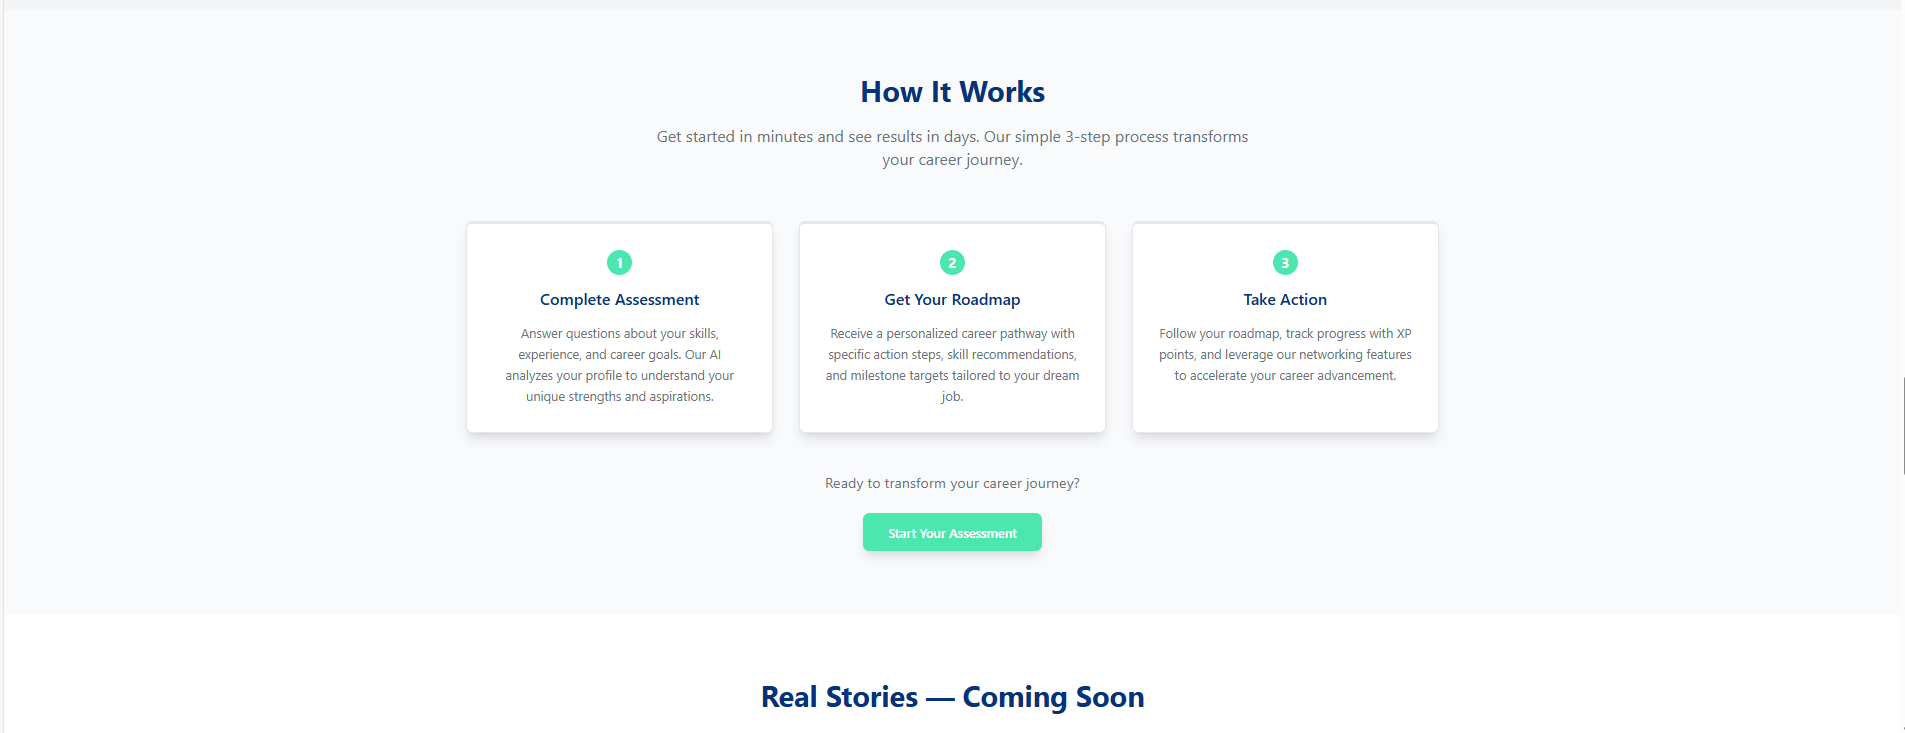 How It Works
Get started in minutes and see results in days. Our simple 3-step process transforms
your career journey.
1
Complete Assessment
Answer questions about your skills,
experience, and career goals. Our AI
analyzes your profile to understand your
unique strengths and aspirations.
2
Get Your Roadmap
Receive a personalized career pathway with
specific action steps, skill recommendations,
and milestone targets tailored to your dream
job.
3
Take Action
Follow your roadmap, track progress with XP
points, and leverage our networking features
to accelerate your career advancement.
Ready to transform your career journey?
Start Your Assessment
Real Stories — Coming Soon